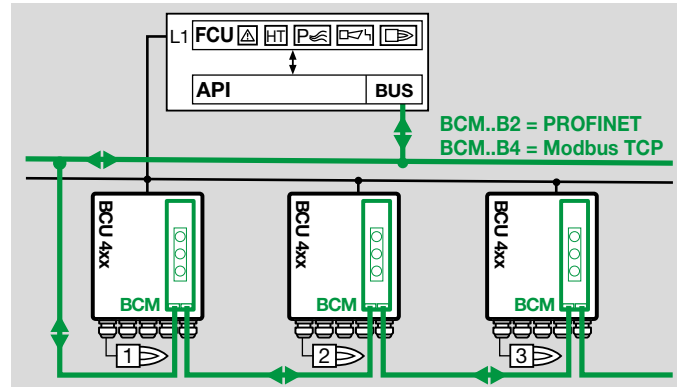 L1 FCU HT P
API BUS
BCM..B2 = PROFINET
BCM..B4 = Modbus TCP
BCU 4xx
BCM
1
BCU 4xx
BCM
2
BCU 4xx
BCM
3